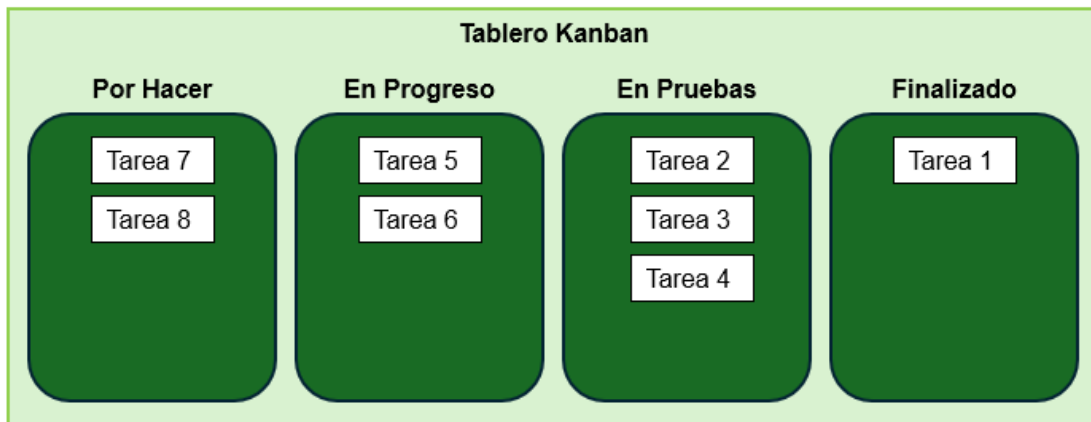 Tablero Kanban
Por Hacer
Tarea 7
Tarea 8
En Progreso
Tarea 5
Tarea 6
En Pruebas
Tarea 2
Tarea 3
Tarea 4
Finalizado
Tarea 1